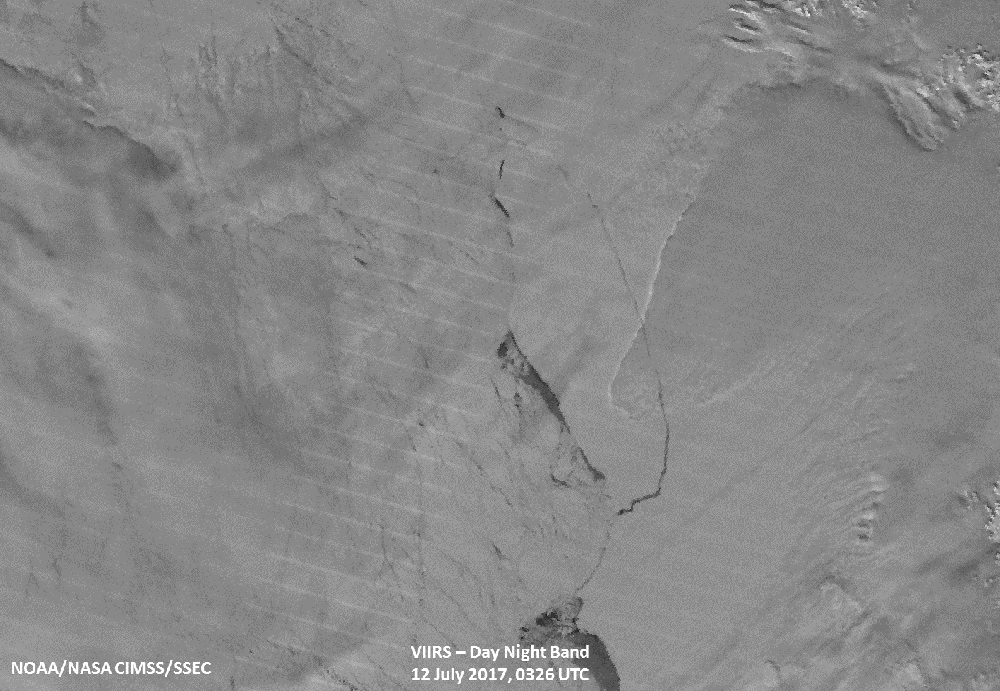 VIIRS – Day Night Band
12 July 2017, 0326 UTC
NOAA/NASA CIMSS/SSEC